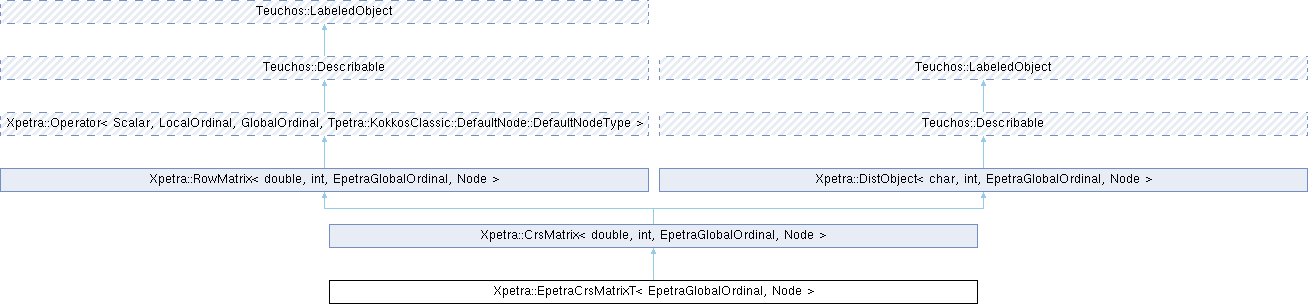 Teuchos::LabeledObject
Teuchos::Describable
Teuchos::LabeledObject
Xpetra::Operator< Scalar, LocalOrdinal, GlobalOrdinal, Tpetra::KokkosClassic::DefaultNode::DefaultNodeType >
Teuchos::Describable
Xpetra::RowMatrix< double, int, EpetraGlobalOrdinal, Node >
Xpetra::DistObject< char, int, EpetraGlobalOrdinal, Node >
Xpetra::CrsMatrix< double, int, EpetraGlobalOrdinal, Node >
Xpetra::EpetraCrsMatrixT< EpetraGlobalOrdinal, Node >